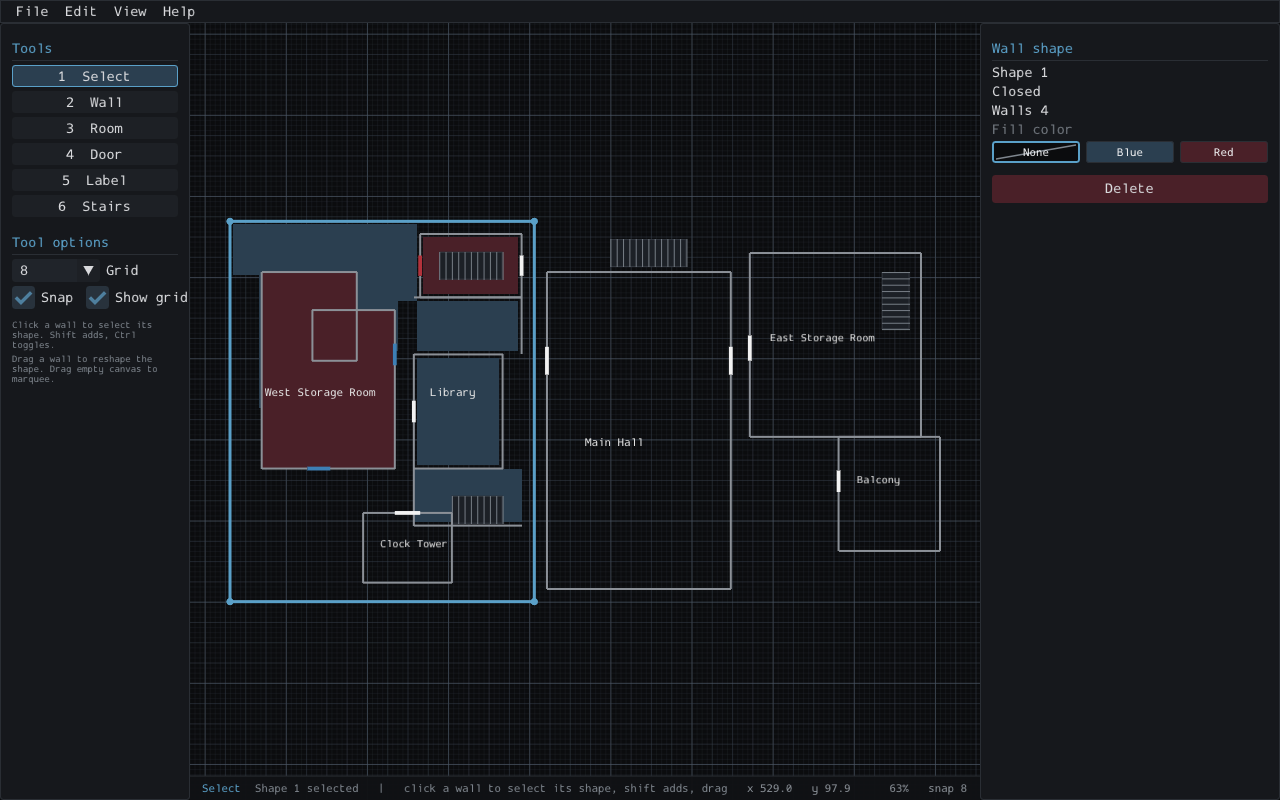 File Edit View Help
Tools
1 Select
2 Wall
3 Room
4 Door
5 Label
6 Stairs
Tool options
8 ▼ Grid
Snap Show grid
Click a wall to select its
shape. Shift adds, Ctrl
toggles.
Drag a wall to reshape the
shape. Drag empty canvas to
marquee.
West Storage Room
Library
Clock Tower
Main Hall
East Storage Room
Balcony
Wall shape
Shape 1
Closed
Walls 4
Fill color
None Blue Red
Delete
Select Shape 1 selected | click a wall to select its shape, shift adds, drag x 529.0 y 97.9 63% snap 8